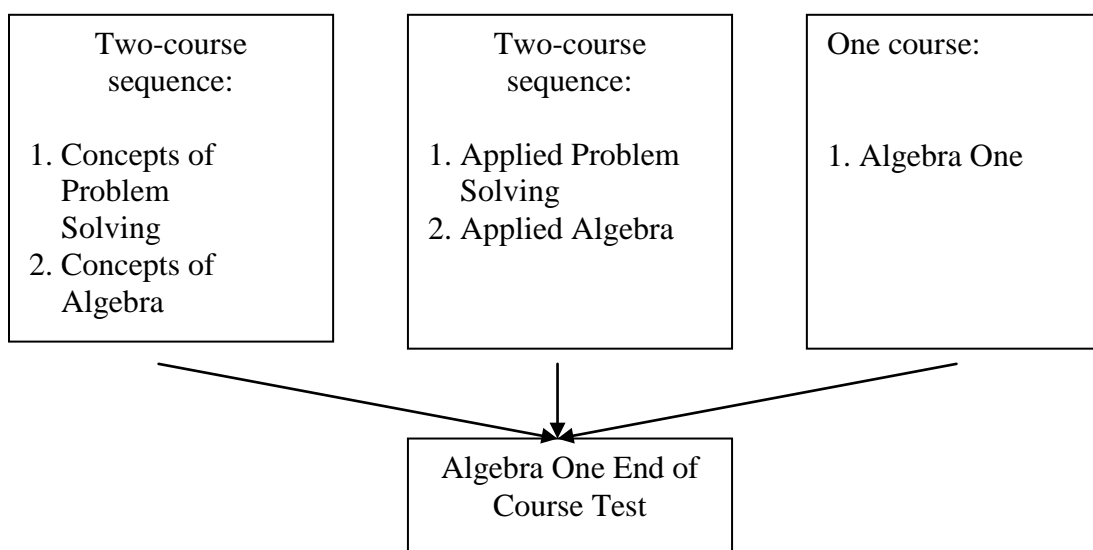 Two-course
sequence:
1. Concepts of
Problem
Solving
2. Concepts of
Algebra
Two-course
sequence:
1. Applied Problem
Solving
2. Applied Algebra
One course:
1. Algebra One
Algebra One End of
Course Test